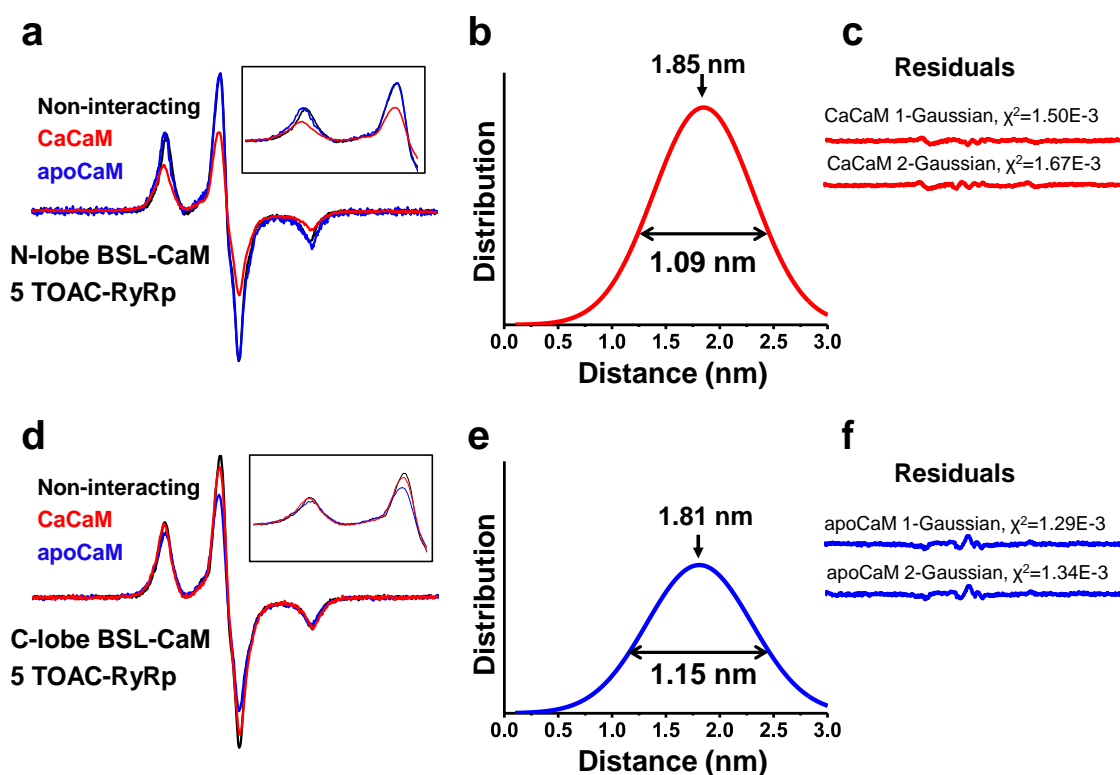 a
Non-interacting
CaCaM
apoCaM
N-lobe BSL-CaM
5 TOAC-RyRp
b
1.85 nm
1.09 nm
Distribution
0.0 0.5 1.0 1.5 2.0 2.5 3.0
Distance (nm)
c
Residuals
CaCaM 1-Gaussian, χ²=1.50E-3
CaCaM 2-Gaussian, χ²=1.67E-3
d
Non-interacting
CaCaM
apoCaM
C-lobe BSL-CaM
5 TOAC-RyRp
e
1.81 nm
1.15 nm
Distribution
0.0 0.5 1.0 1.5 2.0 2.5 3.0
Distance (nm)
f
Residuals
apoCaM 1-Gaussian, χ²=1.29E-3
apoCaM 2-Gaussian, χ²=1.34E-3